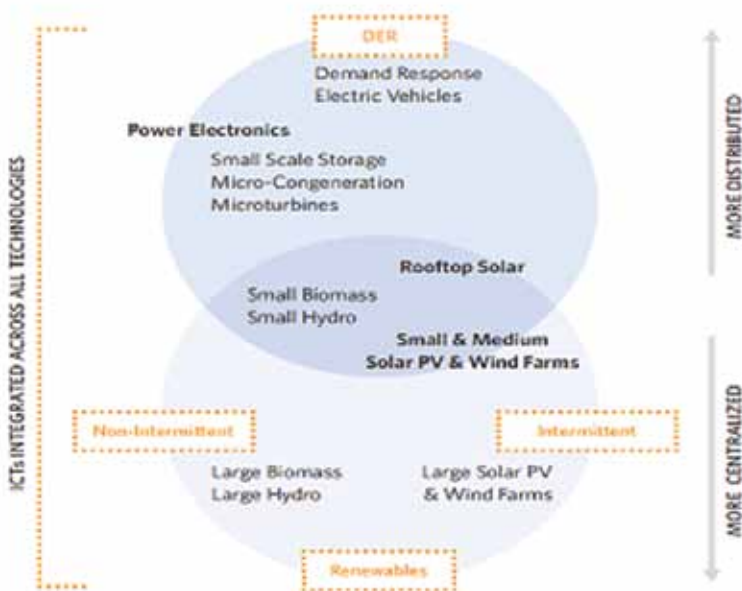 DER
Demand Response
Electric Vehicles
Power Electronics
Small Scale Storage
Micro-Congeneration
Microturbines
Rooftop Solar
Small Biomass
Small Hydro
Small & Medium
Solar PV & Wind Farms
Non-Intermittent
Intermittent
Large Biomass
Large Hydro
Large Solar PV
& Wind Farms
Renewables
ICTs INTEGRATED ACROSS ALL TECHNOLOGIES
MORE DISTRIBUTED
MORE CENTRALIZED